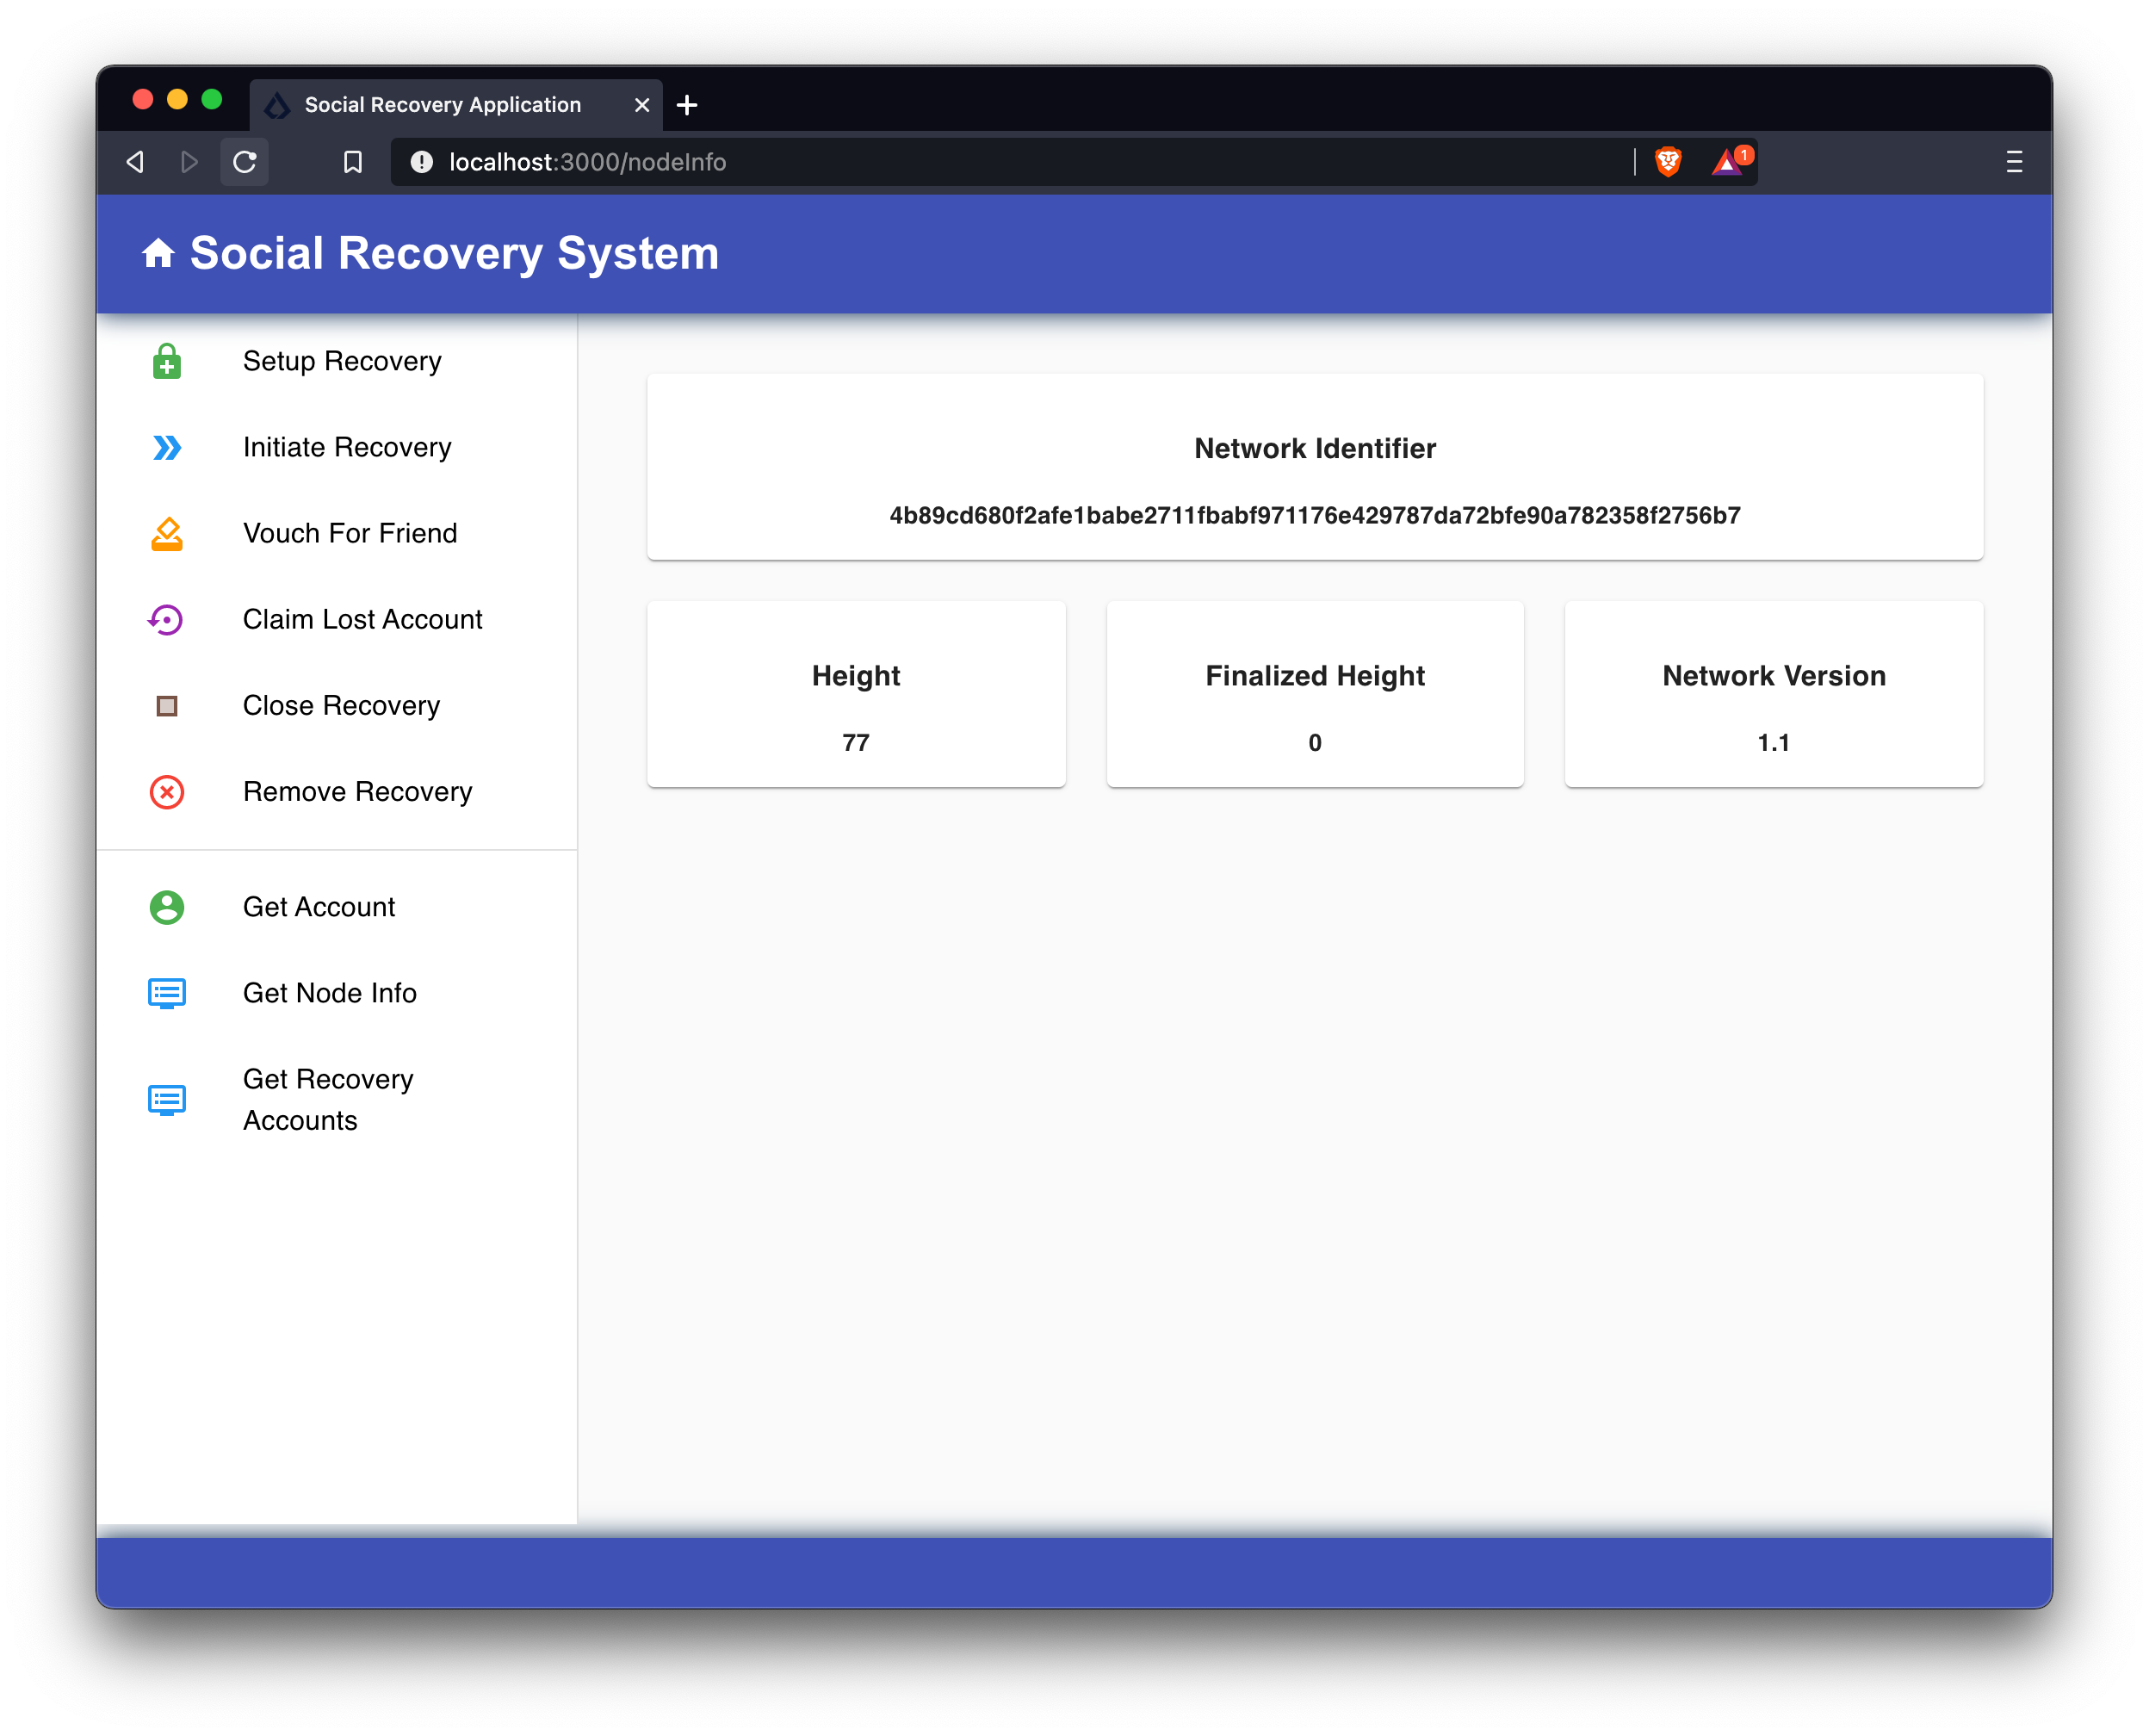 Social Recovery Application
localhost:3000/nodeInfo
1
Social Recovery System
Setup Recovery
Initiate Recovery
Vouch For Friend
Claim Lost Account
Close Recovery
Remove Recovery
Get Account
Get Node Info
Get Recovery
Accounts
Network Identifier
4b89cd680f2afe1babe2711fbabf971176e429787da72bfe90a782358f2756b7
Height
77
Finalized Height
0
Network Version
1.1